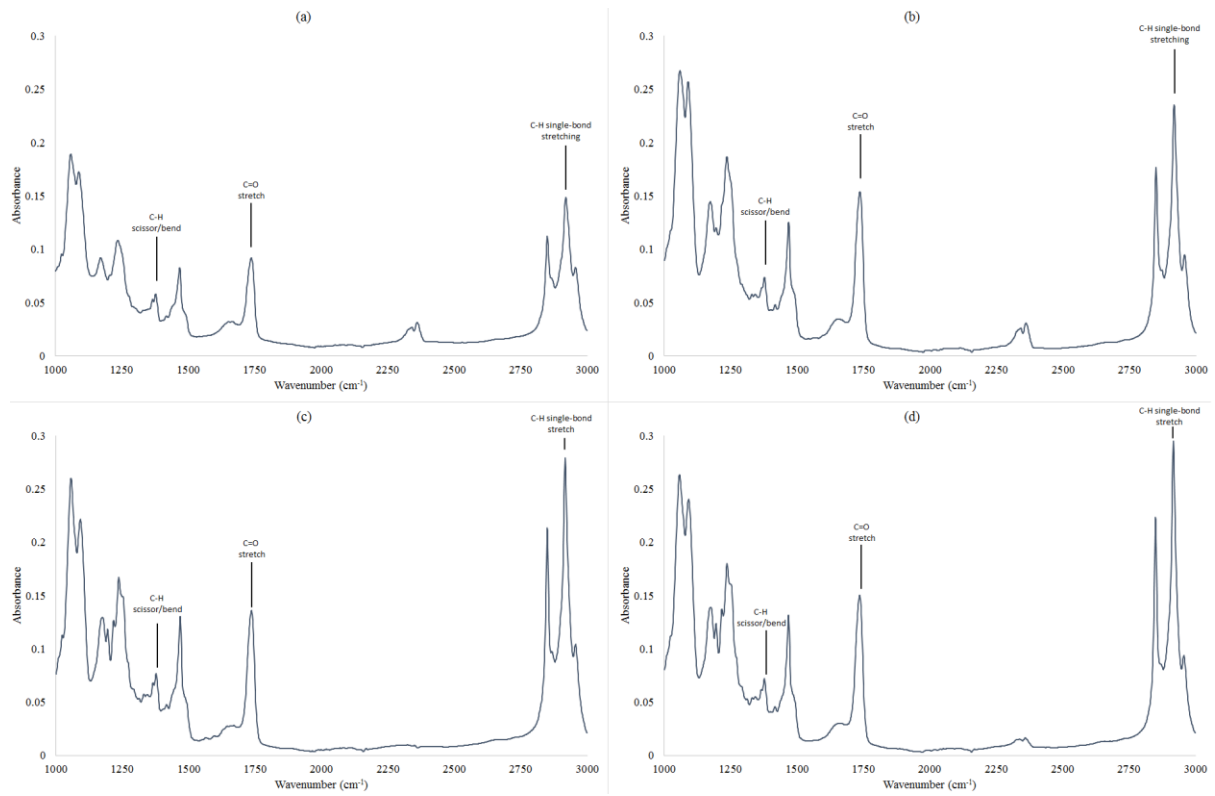 (a)
0.3
0.25
0.2
0.15
0.1
0.05
0
Absorbance
C-H
scissor/bend
C=O
stretch
C-H single-bond
stretching
1000 1250 1500 1750 2000 2250 2500 2750 3000
Wavenumber (cm⁻¹)
(b)
0.3
0.25
0.2
0.15
0.1
0.05
0
Absorbance
C-H
scissor/bend
C=O
stretch
C-H single-bond
stretching
1000 1250 1500 1750 2000 2250 2500 2750 3000
Wavenumber (cm⁻¹)
(c)
0.3
0.25
0.2
0.15
0.1
0.05
0
Absorbance
C-H
scissor/bend
C=O
stretch
C-H single-bond
stretch
1000 1250 1500 1750 2000 2250 2500 2750 3000
Wavenumber (cm⁻¹)
(d)
0.3
0.25
0.2
0.15
0.1
0.05
0
Absorbance
C-H
scissor/bend
C=O
stretch
C-H single-bond
stretch
1000 1250 1500 1750 2000 2250 2500 2750 3000
Wavenumber (cm⁻¹)